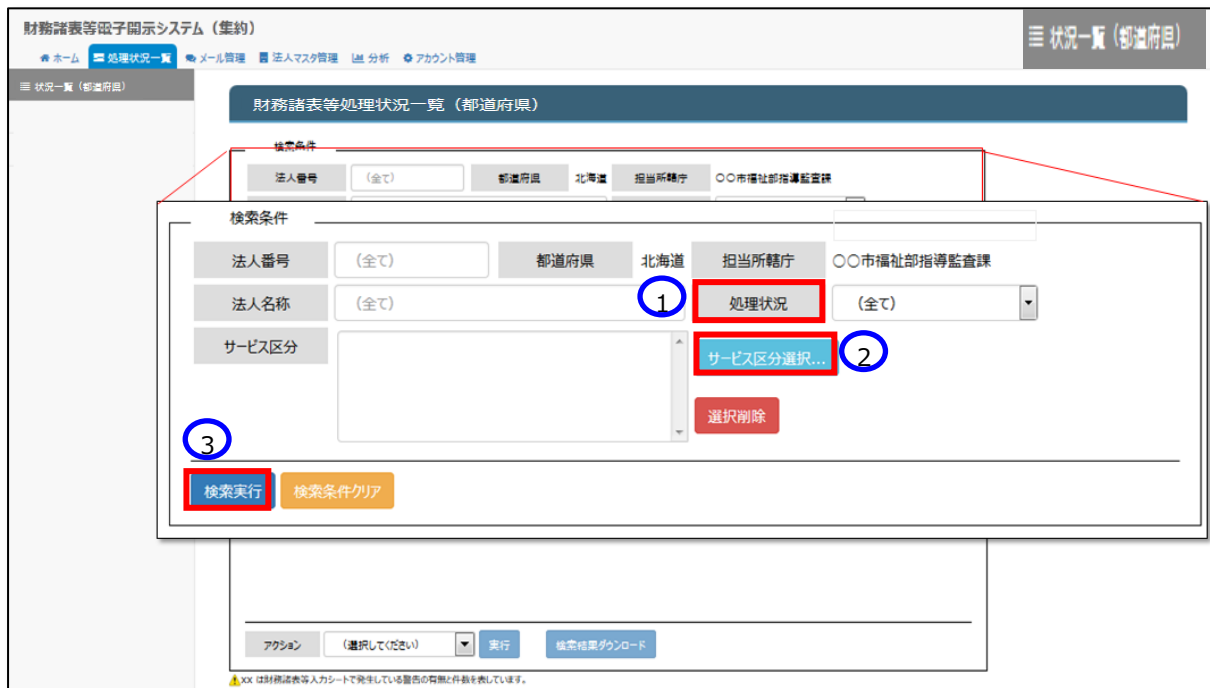 財務諸表等電子開示システム（集約）
状況一覧（都道府県）
ホーム 処理状況一覧 メール管理 法人マスタ管理 分析 アカウント管理
状況一覧（都道府県）
財務諸表等処理状況一覧（都道府県）
検索条件
法人番号 （全て） 都道府県 北海道 担当所轄庁 〇〇市福祉部指導監査課
検索条件
法人番号 （全て） 都道府県 北海道 担当所轄庁 〇〇市福祉部指導監査課
法人名称 （全て） 1 処理状況 （全て）
サービス区分 サービス区分選択... 2
選択削除
3
検索実行 検索条件クリア
アクション （選択してください） 実行 検索結果ダウンロード
xx は財務諸表等入力シートで発生している警告の有無と件数を表しています。